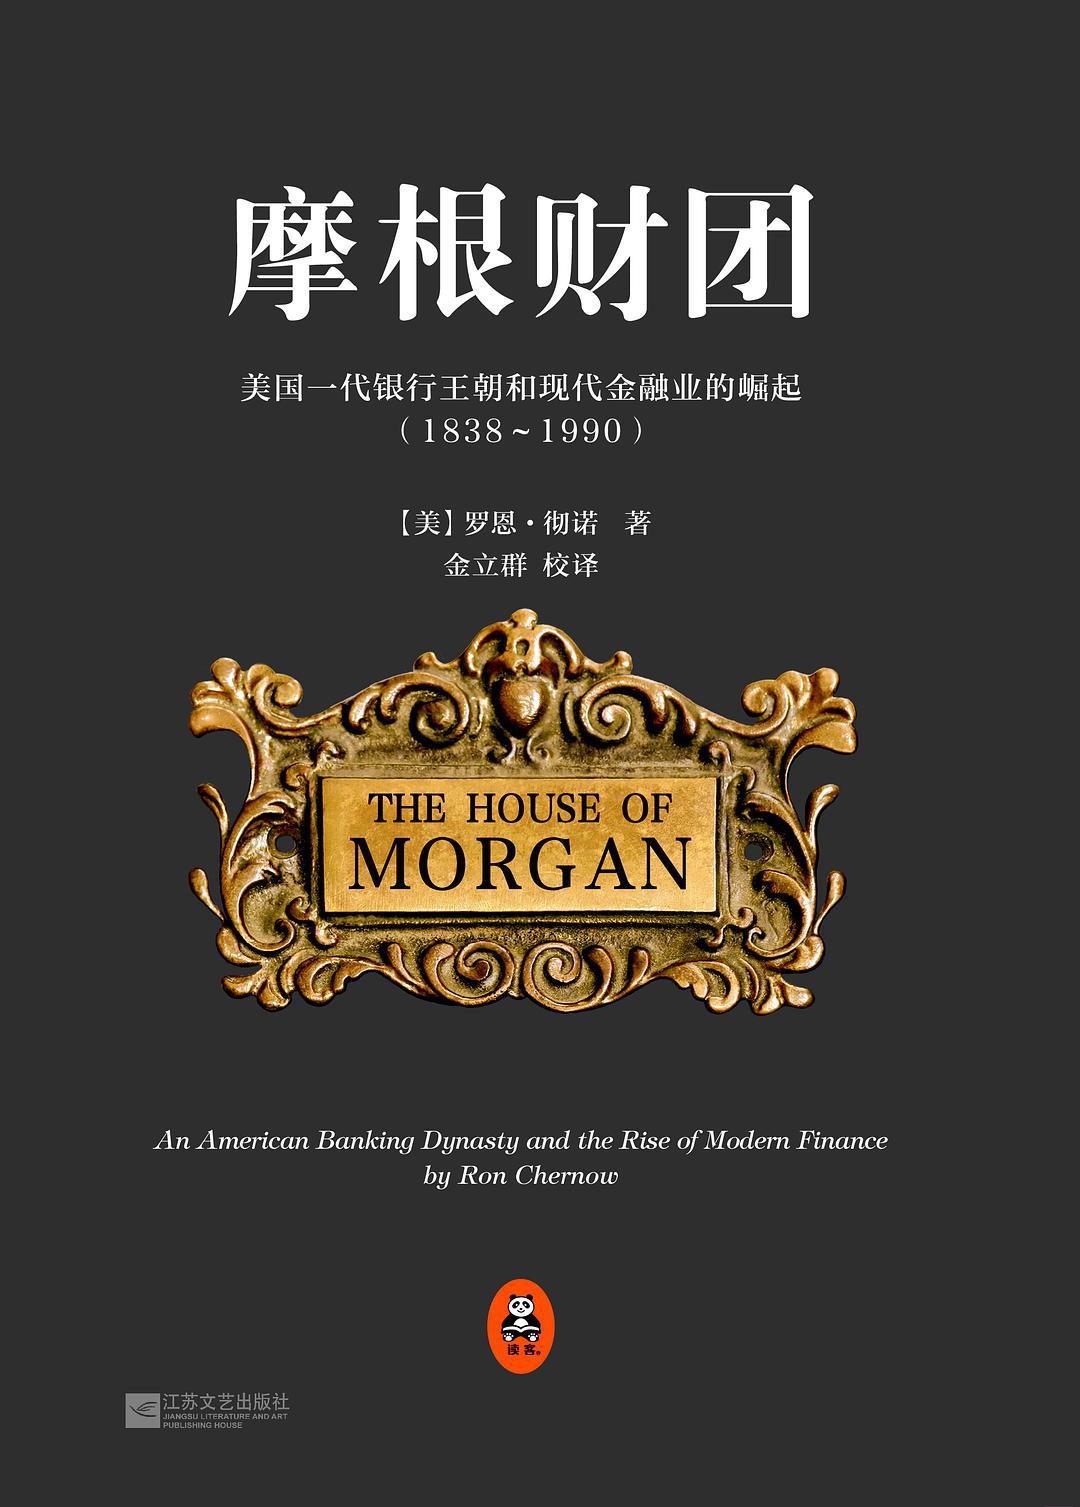 摩根财团
美国一代银行王朝和现代金融业的崛起
（1838～1990）
【美】罗恩·彻诺 著
金立群 校译
THE HOUSE OF
MORGAN
An American Banking Dynasty and the Rise of Modern Finance
by Ron Chernow
读客®
江苏文艺出版社
JIANGSU LITERATURE AND ART
PUBLISHING HOUSE